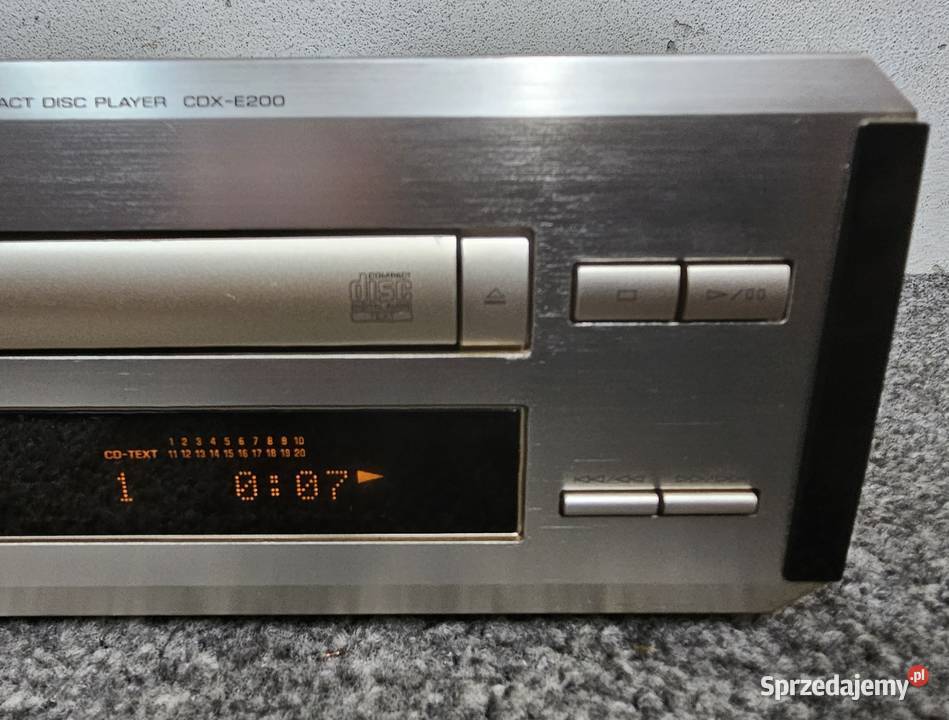 ACT DISC PLAYER CDX-E200
COMPACT
disc
TEXT
1 2 3 4 5 6 7 8 9 10
CD-TEXT 11 12 13 14 15 16 17 18 19 20
1 0:07
Sprzedajemy.pl